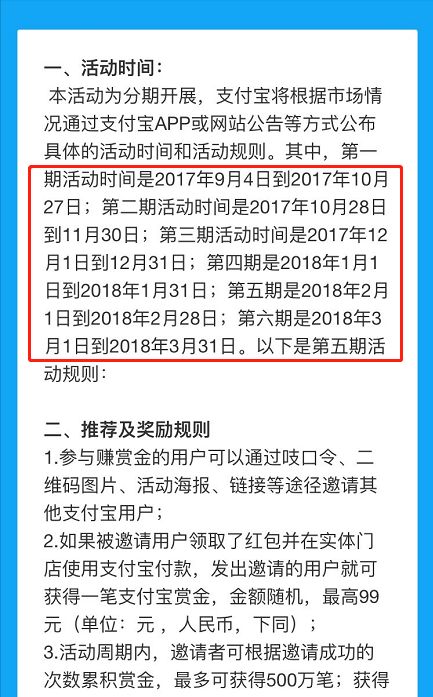 一、活动时间：
本活动为分期开展，支付宝将根据市场情
况通过支付宝APP或网站公告等方式公布
具体的活动时间和活动规则。其中，第一
期活动时间是2017年9月4日到2017年10月
27日；第二期活动时间是2017年10月28日
到11月30日；第三期活动时间是2017年12
月1日到12月31日；第四期是2018年1月1
日到2018年1月31日；第五期是2018年2月
1日到2018年2月28日；第六期是2018年3
月1日到2018年3月31日。以下是第五期活
动规则：
二、推荐及奖励规则
1.参与赚赏金的用户可以通过吱口令、二
维码图片、活动海报、链接等途径邀请其
他支付宝用户；
2.如果被邀请用户领取了红包并在实体门
店使用支付宝付款，发出邀请的用户就可
获得一笔支付宝赏金，金额随机，最高99
元（单位：元 ，人民币，下同）；
3.活动周期内，邀请者可根据邀请成功的
次数累积赏金，最多可获得500万笔；获得